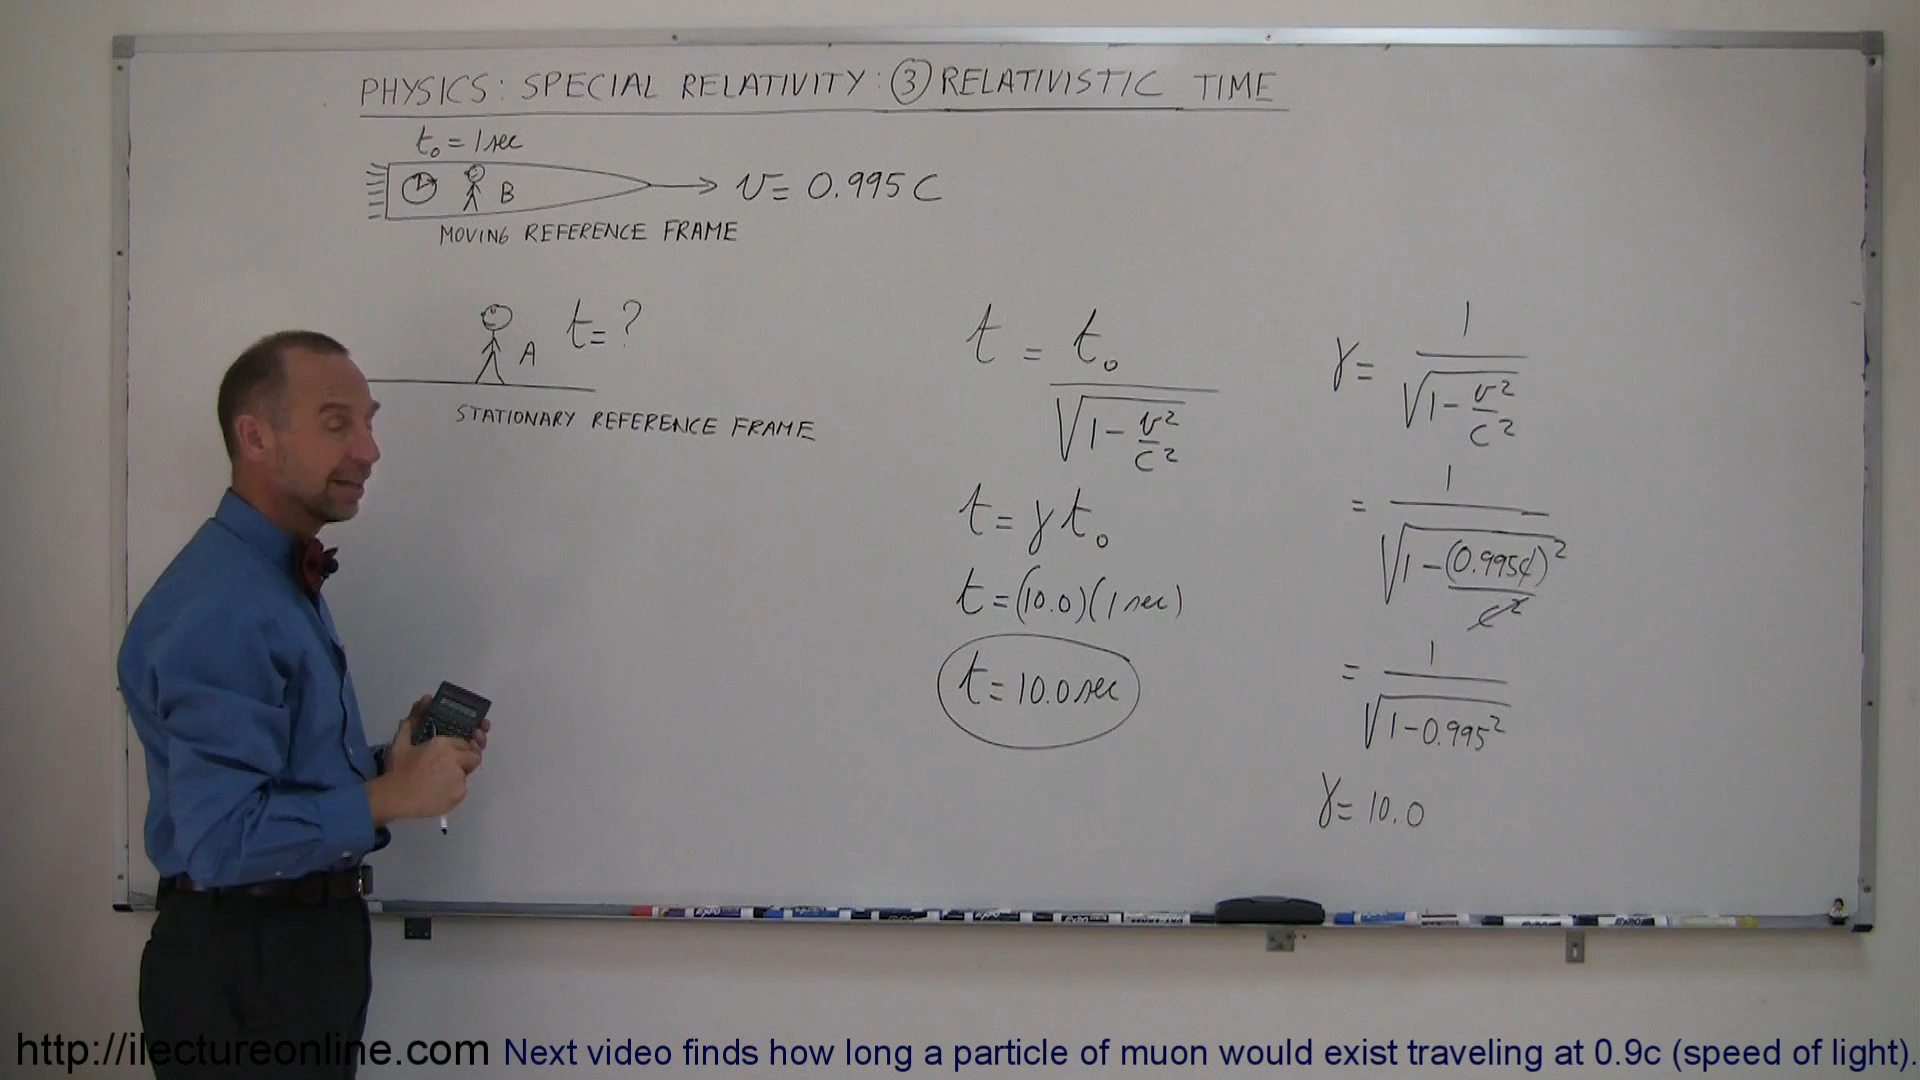 PHYSICS: SPECIAL RELATIVITY: ③ RELATIVISTIC TIME
t₀ = 1 sec
B
v = 0.995 C
MOVING REFERENCE FRAME
A
t = ?
STATIONARY REFERENCE FRAME
t = t₀ / √(1 - v²/c²)
t = γ t₀
t = (10.0)(1 sec)
t = 10.0 sec
γ = 1 / √(1 - v²/c²)
= 1 / √(1 - (0.995c)²/c²)
= 1 / √(1 - 0.995²)
γ = 10.0
EXPO
http://ilectureonline.com Next video finds how long a particle of muon would exist traveling at 0.9c (speed of light).